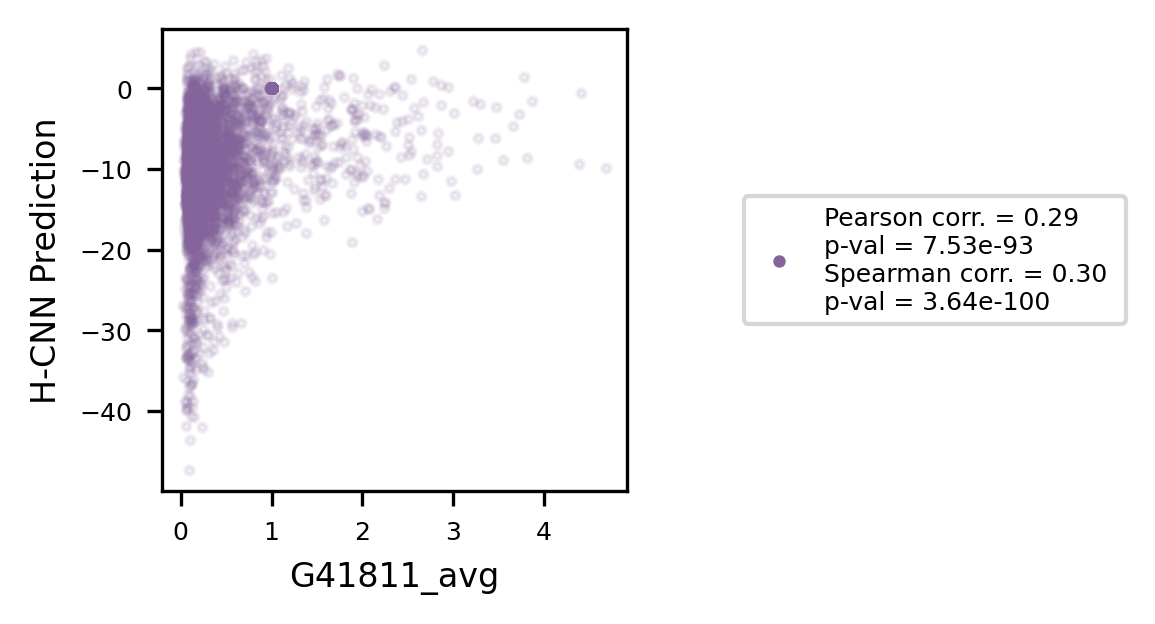 0
−10
−20
−30
−40
H-CNN Prediction
0 1 2 3 4
G41811_avg
Pearson corr. = 0.29
p-val = 7.53e-93
Spearman corr. = 0.30
p-val = 3.64e-100